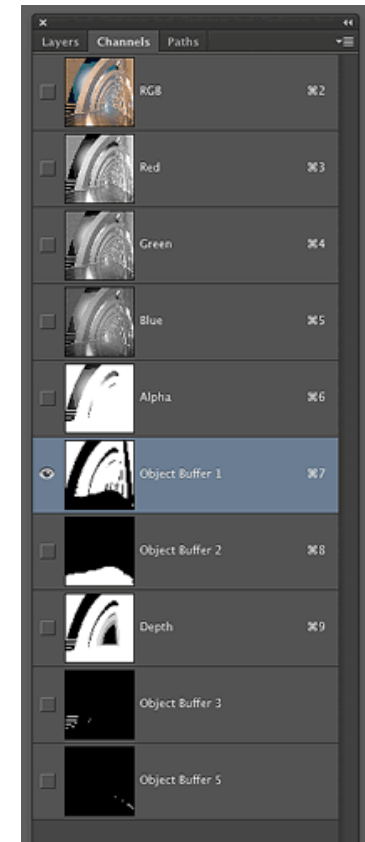 Layers Channels Paths
RGB ⌘2
Red ⌘3
Green ⌘4
Blue ⌘5
Alpha ⌘6
Object Buffer 1 ⌘7
Object Buffer 2 ⌘8
Depth ⌘9
Object Buffer 3
Object Buffer 5